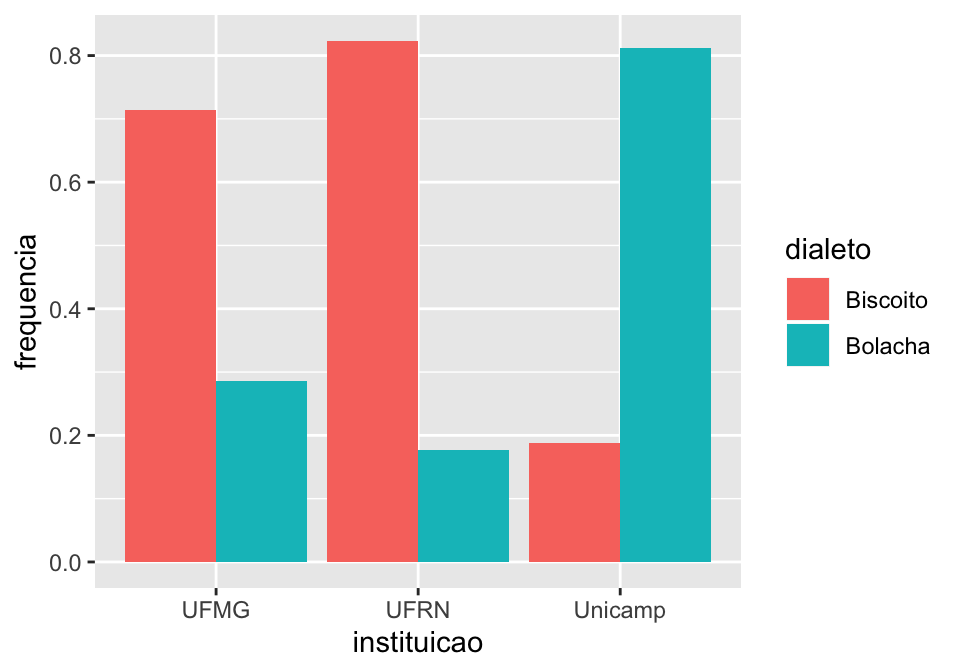 0.8
0.6
0.4
0.2
0.0
frequencia
UFMG
UFRN
Unicamp
instituicao
dialeto
Biscoito
Bolacha